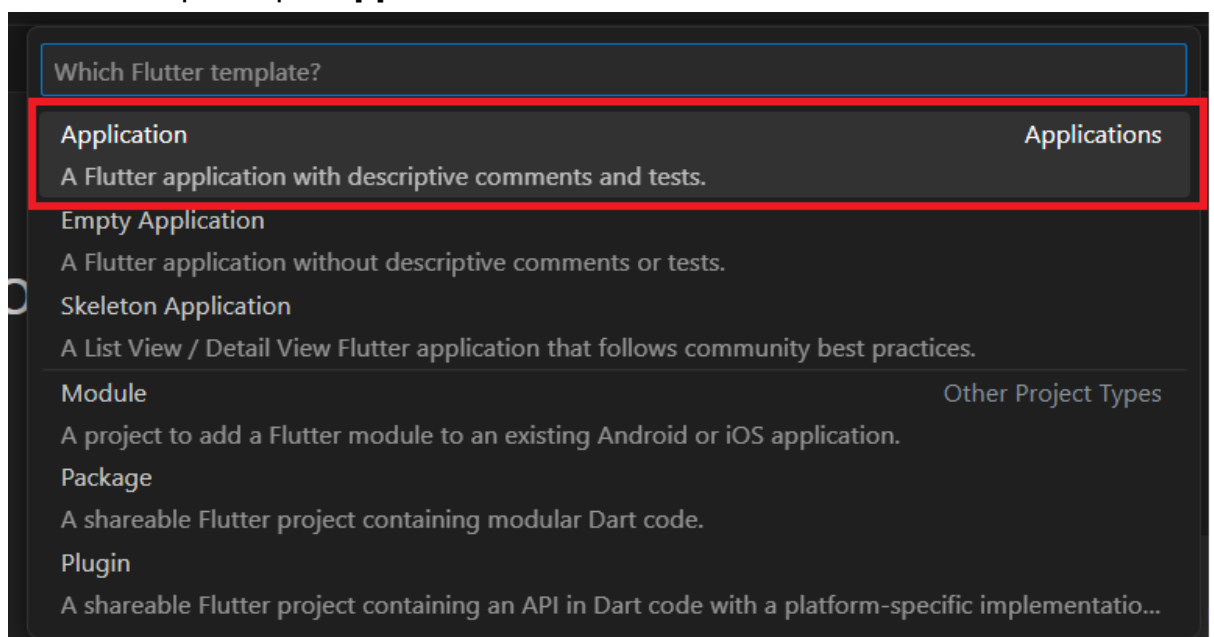 Which Flutter template?
Application Applications
A Flutter application with descriptive comments and tests.
Empty Application
A Flutter application without descriptive comments or tests.
Skeleton Application
A List View / Detail View Flutter application that follows community best practices.
Module Other Project Types
A project to add a Flutter module to an existing Android or iOS application.
Package
A shareable Flutter project containing modular Dart code.
Plugin
A shareable Flutter project containing an API in Dart code with a platform-specific implementatio...